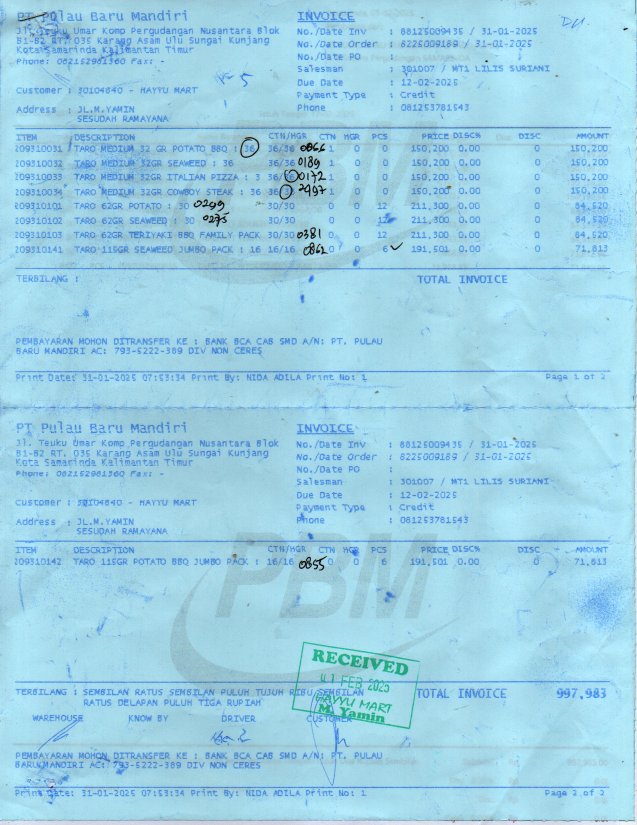 PT Pulau Baru Mandiri
Jl. Teuku Umar Komp Pergudangan Nusantara Blok
B1-B2 RT. 035 Karang Asam Ulu Sungai Kunjang
Kota Samarinda Kalimantan Timur
Phone: 082152981360 Fax: -
Customer : 30104640 - HAYYU MART
Address : JL.M.YAMIN
SESUDAH RAMAYANA
INVOICE
No./Date Inv : 88125009435 / 31-01-2025
No./Date Order : 8225009189 / 31-01-2025
No./Date PO :
Salesman : 301007 / MT1 LILIS SURIANI
Due Date : 12-02-2025
Payment Type : Credit
Phone : 081253781543
ITEM DESCRIPTION CTN/HGR CTN HGR PCS PRICE DISC% DISC AMOUNT
209310031 TARO MEDIUM 32 GR POTATO BBQ : 36 36/36 0866 1 0 0 150,200 0.00 0 150,200
209310032 TARO MEDIUM 32GR SEAWEED : 36 36/36 0189 1 0 0 150,200 0.00 0 150,200
209310033 TARO MEDIUM 32GR ITALIAN PIZZA : 3 36/36 0172 1 0 0 150,200 0.00 0 150,200
209310034 TARO MEDIUM 32GR COWBOY STEAK : 36 36/36 2497 1 0 0 150,200 0.00 0 150,200
209310101 TARO 62GR POTATO : 30 0299 30/30 0 0 12 211,300 0.00 0 84,520
209310102 TARO 62GR SEAWEED : 30 0275 30/30 0 0 12 211,300 0.00 0 84,520
209310103 TARO 62GR TERIYAKI BBQ FAMILY PACK 30/30 0381 0 12 211,300 0.00 0 84,520
209310141 TARO 115GR SEAWEED JUMBO PACK : 16 16/16 0862 0 0 6 ✓ 191,501 0.00 0 71,813
TERBILANG : TOTAL INVOICE
PEMBAYARAN MOHON DITRANSFER KE : BANK BCA CAB SMD A/N: PT. PULAU
BARU MANDIRI AC: 793-5222-389 DIV NON CERES
Print Date: 31-01-2025 07:53:34 Print By: NIDA ADILA Print No: 1 Page 1 of 2
PT Pulau Baru Mandiri
Jl. Teuku Umar Komp Pergudangan Nusantara Blok
B1-B2 RT. 035 Karang Asam Ulu Sungai Kunjang
Kota Samarinda Kalimantan Timur
Phone: 082152981360 Fax: -
Customer : 30104640 - HAYYU MART
Address : JL.M.YAMIN
SESUDAH RAMAYANA
INVOICE
No./Date Inv : 88125009435 / 31-01-2025
No./Date Order : 8225009189 / 31-01-2025
No./Date PO :
Salesman : 301007 / MT1 LILIS SURIANI
Due Date : 12-02-2025
Payment Type : Credit
Phone : 081253781543
ITEM DESCRIPTION CTN/HGR CTN HGR PCS PRICE DISC% DISC AMOUNT
209310142 TARO 115GR POTATO BBQ JUMBO PACK : 16/16 0855 0 0 6 191,501 0.00 0 71,813
PBM
RECEIVED
01 FEB 2025
HAYYU MART
M. Yamin
TERBILANG : SEMBILAN RATUS SEMBILAN PULUH TUJUH RIBU SEMBILAN
RATUS DELAPAN PULUH TIGA RUPIAH
TOTAL INVOICE 997,983
WAREHOUSE KNOW BY DRIVER CUSTOMER
PEMBAYARAN MOHON DITRANSFER KE : BANK BCA CAB SMD A/N: PT. PULAU
BARU MANDIRI AC: 793-5222-389 DIV NON CERES
Print Date: 31-01-2025 07:53:34 Print By: NIDA ADILA Print No: 1 Page 2 of 2